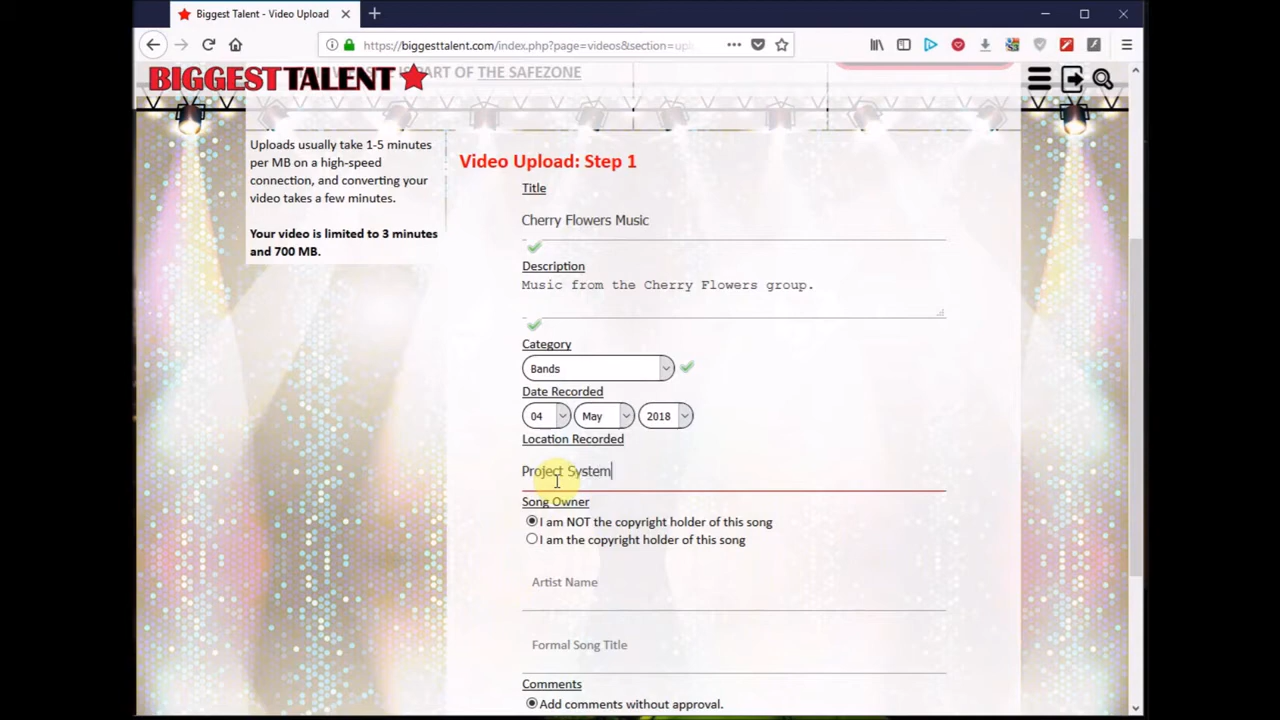 Biggest Talent - Video Upload
https://biggesttalent.com/index.php?page=videos&section=upl
BIGGEST TALENT
PART OF THE SAFEZONE
Uploads usually take 1-5 minutes
per MB on a high-speed
connection, and converting your
video takes a few minutes.
Your video is limited to 3 minutes
and 700 MB.
Video Upload: Step 1
Title
Cherry Flowers Music
Description
Music from the Cherry Flowers group.
Category
Bands
Date Recorded
04 May 2018
Location Recorded
Project System
Song Owner
I am NOT the copyright holder of this song
I am the copyright holder of this song
Artist Name
Formal Song Title
Comments
Add comments without approval.